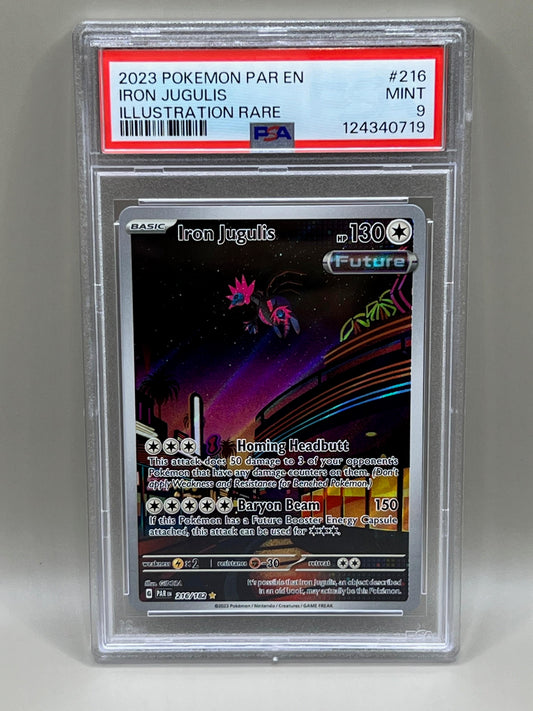 2023 POKEMON PAR EN #216
IRON JUGULIS MINT
ILLUSTRATION RARE 9
PSA 124340719
BASIC Iron Jugulis HP 130
Future
Homing Headbutt
This attack does 50 damage to 3 of your opponent's
Pokémon that have any damage counters on them. (Don't
apply Weakness and Resistance for Benched Pokémon.)
Baryon Beam 150
If this Pokémon has a Future Booster Energy Capsule
attached, this attack can be used for
weakness ×2 resistance -30 retreat
Illus.
It's possible that Iron Jugulis, an object described
in an old book, may actually be this Pokémon.
G PAR EN 216/182
©2023 Pokémon / Nintendo / Creatures / GAME FREAK